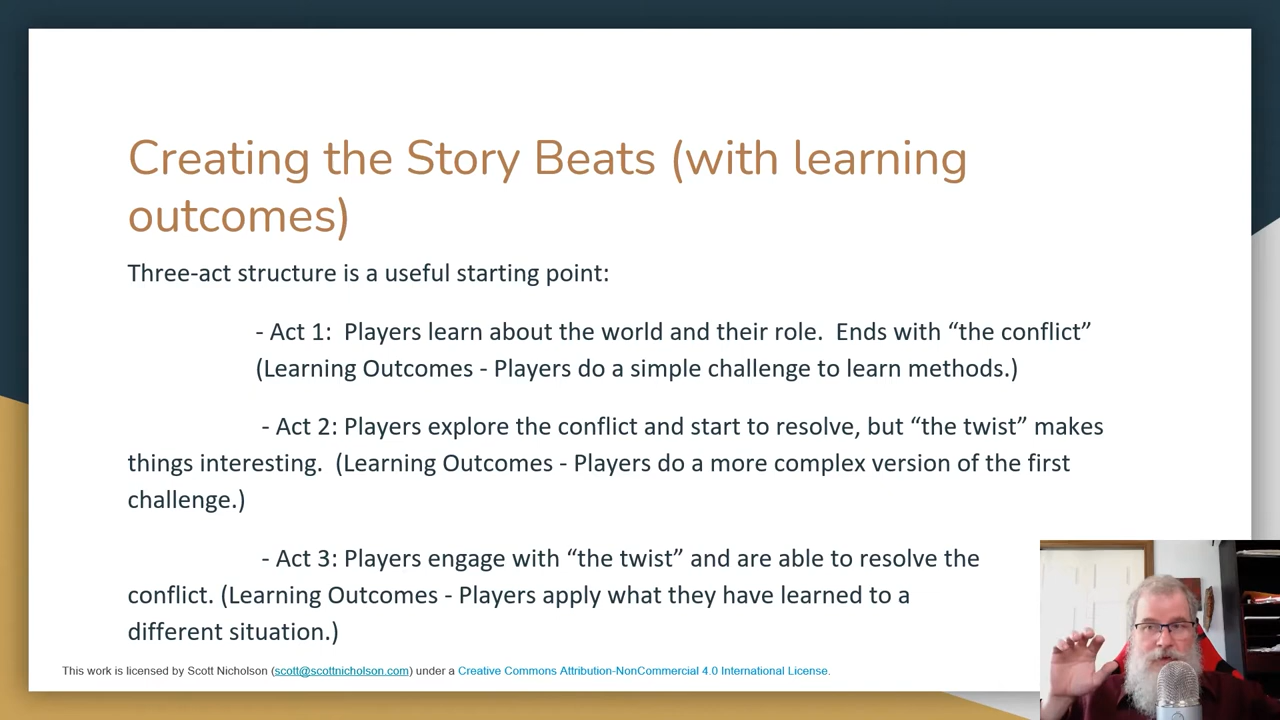 Creating the Story Beats (with learning
outcomes)
Three-act structure is a useful starting point:
- Act 1:  Players learn about the world and their role.  Ends with “the conflict”
(Learning Outcomes - Players do a simple challenge to learn methods.)
- Act 2: Players explore the conflict and start to resolve, but “the twist” makes
things interesting.  (Learning Outcomes - Players do a more complex version of the first
challenge.)
- Act 3: Players engage with “the twist” and are able to resolve the
conflict. (Learning Outcomes - Players apply what they have learned to a
different situation.)
This work is licensed by Scott Nicholson (scott@scottnicholson.com) under a Creative Commons Attribution-NonCommercial 4.0 International License.